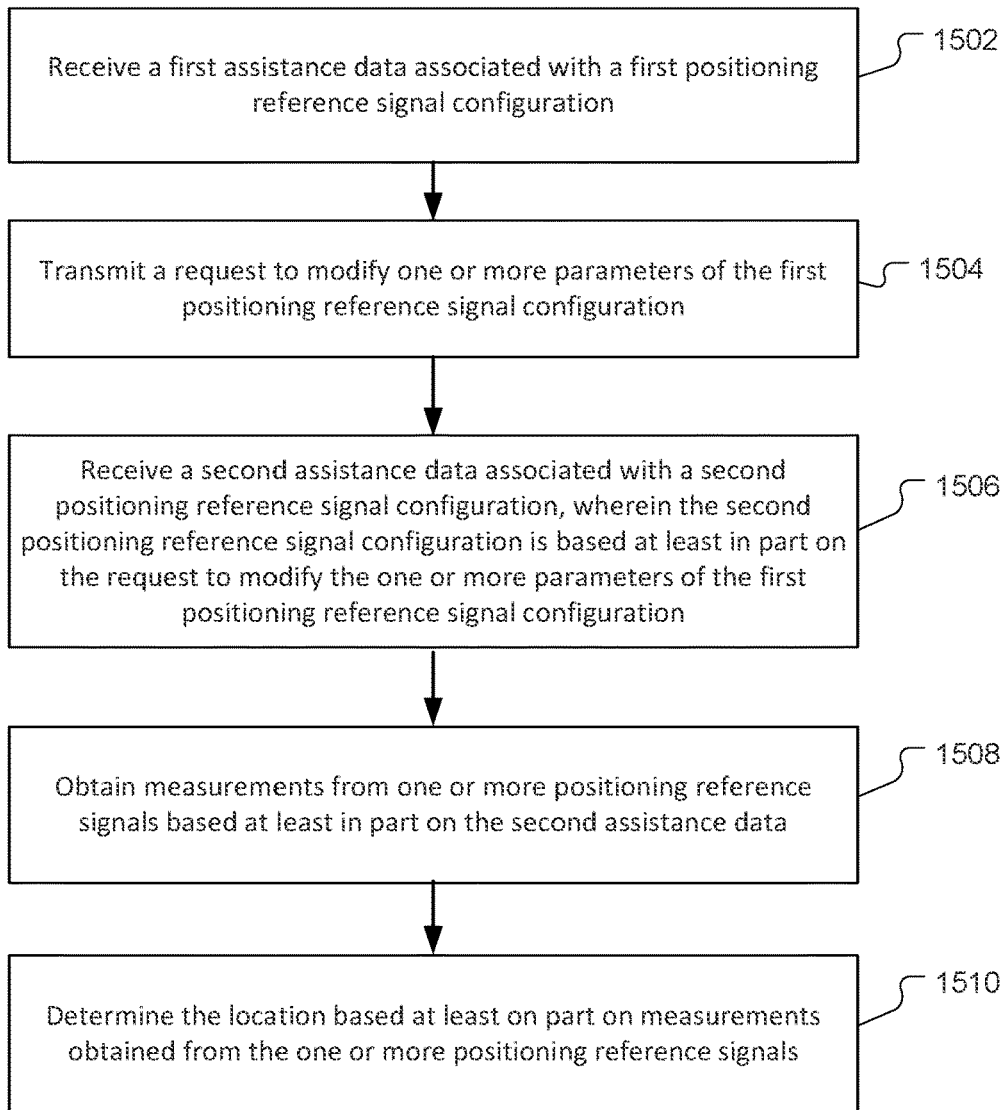 Receive a first assistance data associated with a first positioning
reference signal configuration
1502
Transmit a request to modify one or more parameters of the first
positioning reference signal configuration
1504
Receive a second assistance data associated with a second
positioning reference signal configuration, wherein the second
positioning reference signal configuration is based at least in part on
the request to modify the one or more parameters of the first
positioning reference signal configuration
1506
Obtain measurements from one or more positioning reference
signals based at least in part on the second assistance data
1508
Determine the location based at least on part on measurements
obtained from the one or more positioning reference signals
1510